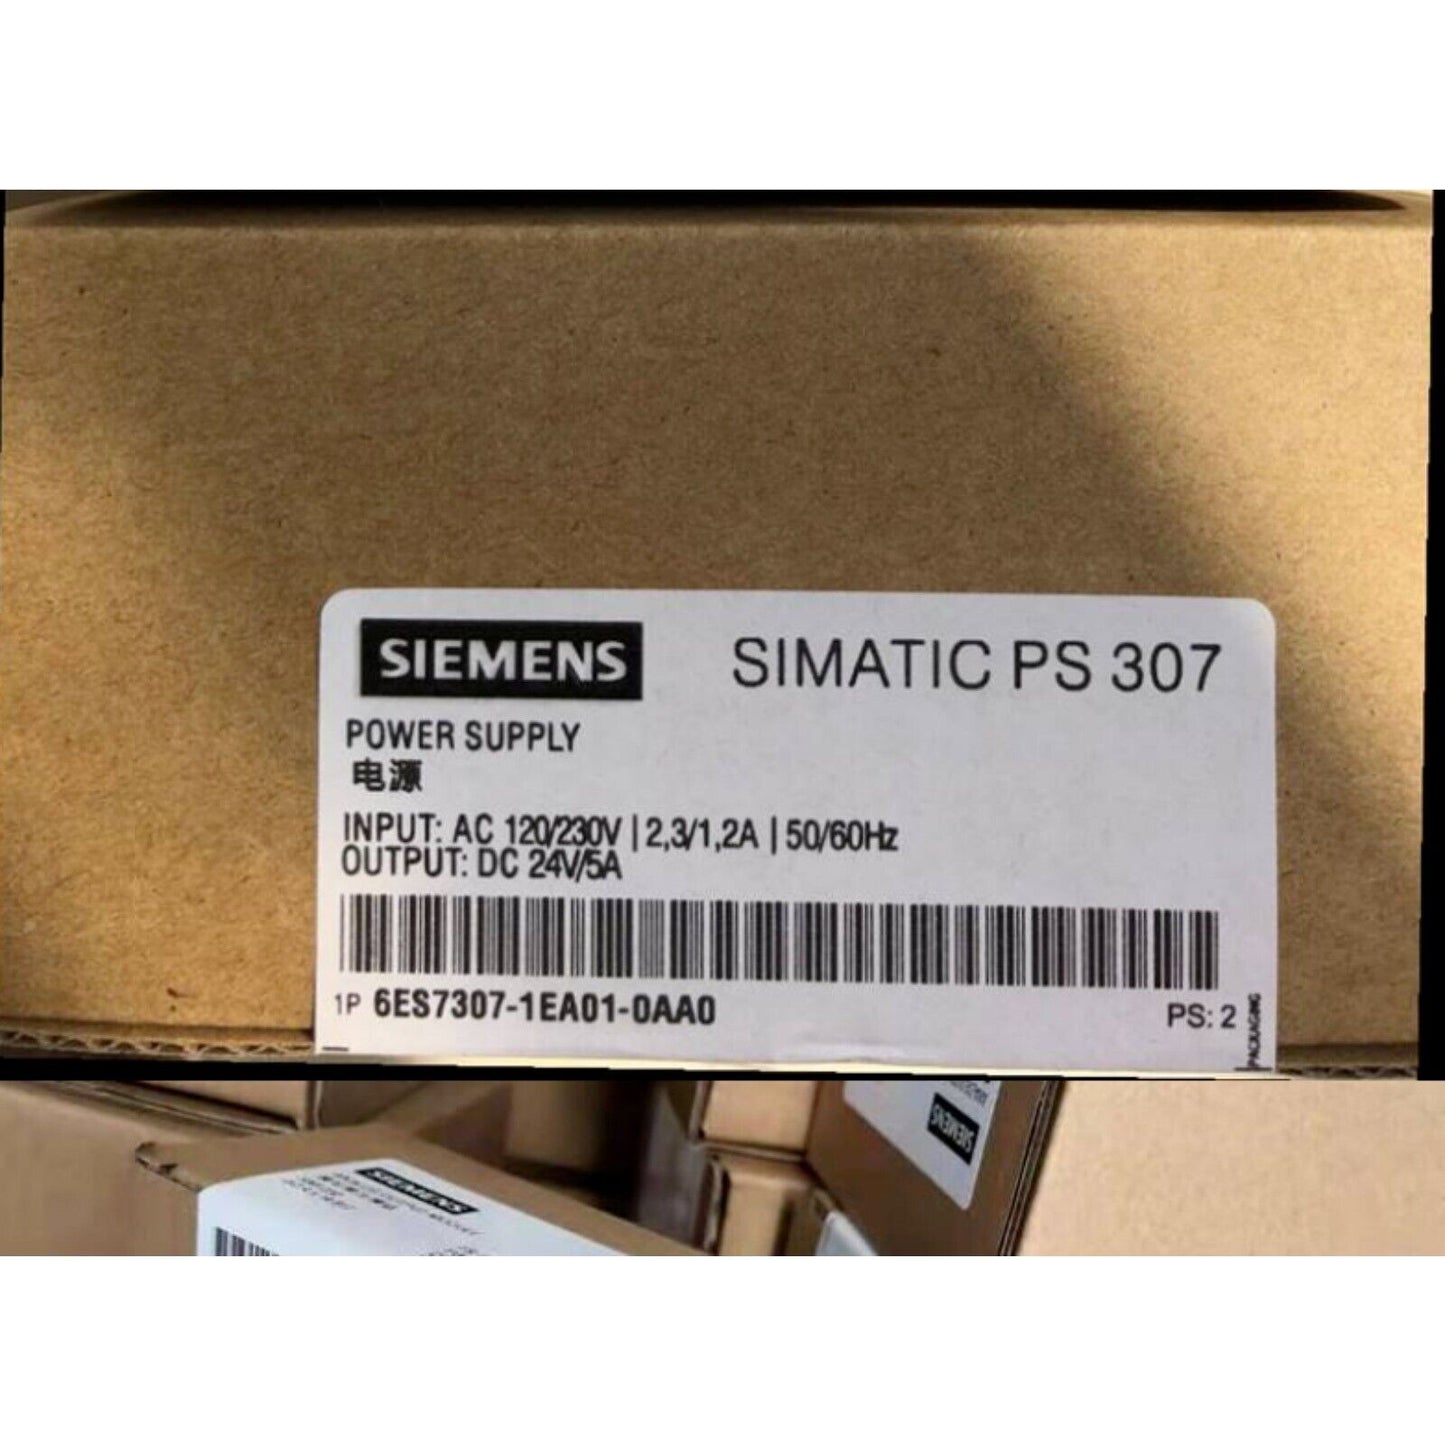 SIEMENS
SIMATIC PS 307
POWER SUPPLY
电源
INPUT: AC 120/230V | 2,3/1,2A | 50/60Hz
OUTPUT: DC 24V/5A
1P 6ES7307-1EA01-0AA0
PS: 2
PACKAGING
SIEMENS
SIEMENS